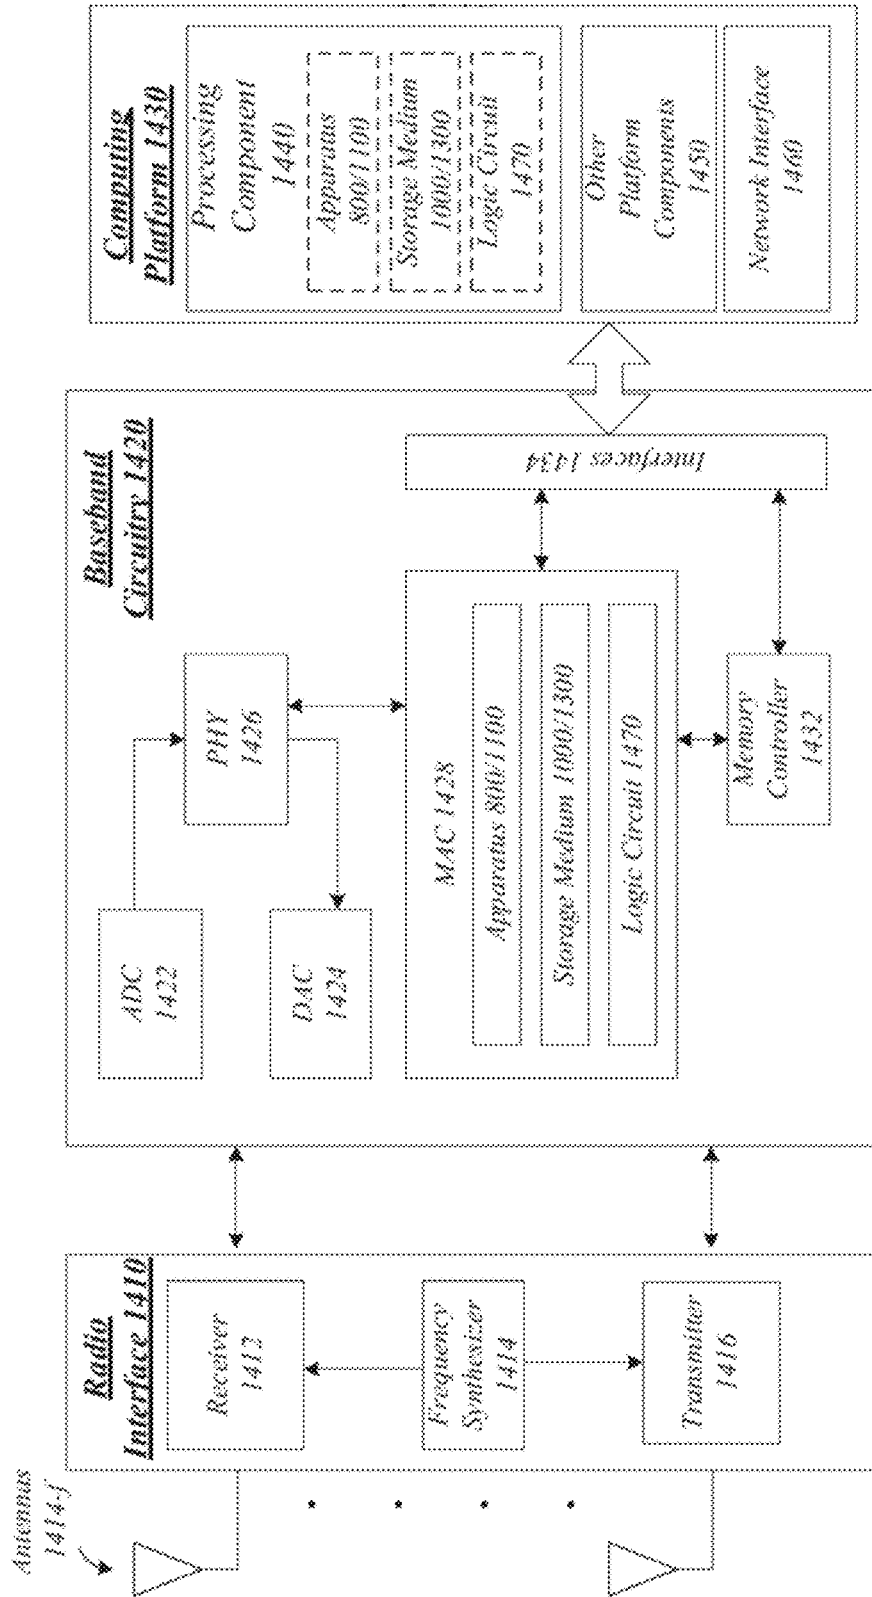 Antennas
1414-f
Radio
Interface 1410
Receiver
1412
Frequency
Synthesizer
1414
Transmitter
1416
Baseband
Circuitry 1420
ADC
1422
DAC
1424
PHY
1426
MAC 1428
Apparatus 800/1100
Storage Medium 1000/1300
Logic Circuit 1470
Memory
Controller
1432
Interfaces 1434
Computing
Platform 1430
Processing
Component
1440
Apparatus
800/1100
Storage Medium
1000/1300
Logic Circuit
1470
Other
Platform
Components
1450
Network Interface
1460